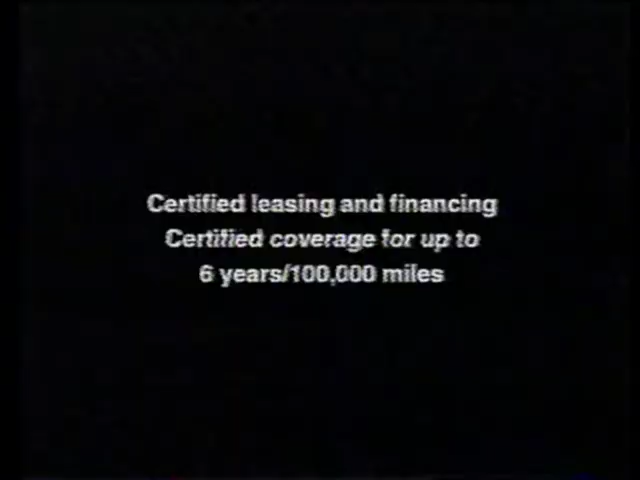 Certified leasing and financing
Certified coverage for up to
6 years/100,000 miles